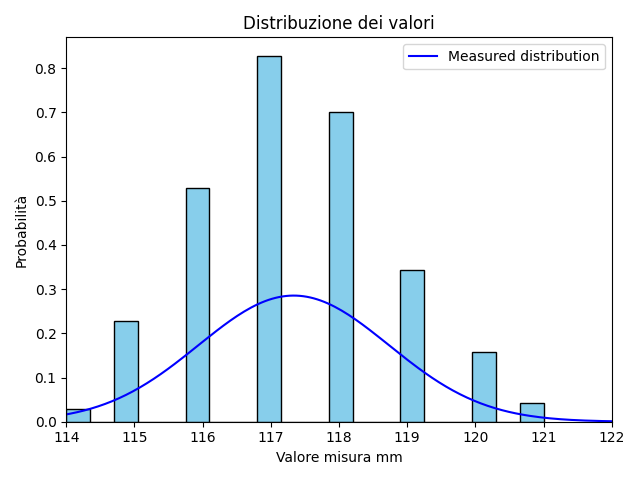 Distribuzione dei valori
Measured distribution
Probabilità
0.8
0.7
0.6
0.5
0.4
0.3
0.2
0.1
0.0
114 115 116 117 118 119 120 121 122
Valore misura mm